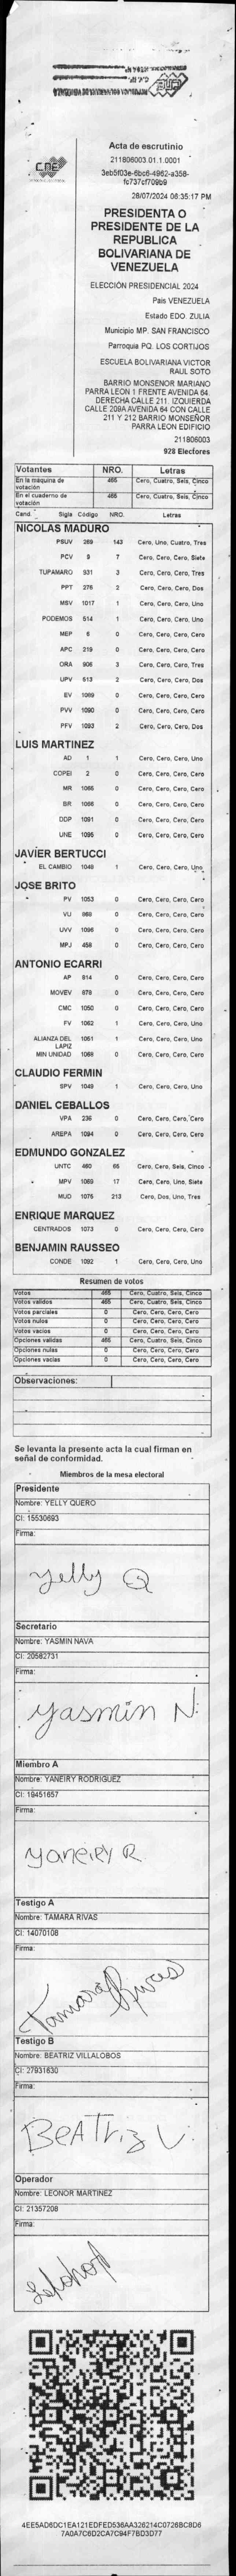 CNE
Acta de escrutinio
211806003.01.1.0001
3eb5f03e-6bc6-4962-a358-
fc737cf709b9
28/07/2024 06:35:17 PM
PRESIDENTA O
PRESIDENTE DE LA
REPUBLICA
BOLIVARIANA DE
VENEZUELA
ELECCIÓN PRESIDENCIAL 2024
Pais VENEZUELA
Estado EDO. ZULIA
Municipio MP. SAN FRANCISCO
Parroquia PQ. LOS CORTIJOS
ESCUELA BOLIVARIANA VICTOR
RAUL SOTO
BARRIO MONSENOR MARIANO
PARRA LEON 1 FRENTE AVENIDA 64.
DERECHA CALLE 211. IZQUIERDA
CALLE 209A AVENIDA 64 CON CALLE
211 Y 212 BARRIO MONSEÑOR
PARRA LEON EDIFICIO
211806003
928 Electores
Votantes NRO. Letras
En la máquina de votación 465 Cero, Cuatro, Seis, Cinco
En el cuaderno de votación 465 Cero, Cuatro, Seis, Cinco
Cand. Sigla Código NRO. Letras
NICOLAS MADURO
PSUV 269 143 Cero, Uno, Cuatro, Tres
PCV 9 7 Cero, Cero, Cero, Siete
TUPAMARO 931 3 Cero, Cero, Cero, Tres
PPT 276 2 Cero, Cero, Cero, Dos
MSV 1017 1 Cero, Cero, Cero, Uno
PODEMOS 514 1 Cero, Cero, Cero, Uno
MEP 6 0 Cero, Cero, Cero, Cero
APC 219 0 Cero, Cero, Cero, Cero
ORA 906 3 Cero, Cero, Cero, Tres
UPV 513 2 Cero, Cero, Cero, Dos
EV 1089 0 Cero, Cero, Cero, Cero
PVV 1090 0 Cero, Cero, Cero, Cero
PFV 1093 2 Cero, Cero, Cero, Dos
LUIS MARTINEZ
AD 1 1 Cero, Cero, Cero, Uno
COPEI 2 0 Cero, Cero, Cero, Cero
MR 1065 0 Cero, Cero, Cero, Cero
BR 1066 0 Cero, Cero, Cero, Cero
DDP 1091 0 Cero, Cero, Cero, Cero
UNE 1095 0 Cero, Cero, Cero, Cero
JAVIER BERTUCCI
EL CAMBIO 1048 1 Cero, Cero, Cero, Uno
JOSE BRITO
PV 1053 0 Cero, Cero, Cero, Cero
VU 969 0 Cero, Cero, Cero, Cero
UVV 1096 0 Cero, Cero, Cero, Cero
MPJ 458 0 Cero, Cero, Cero, Cero
ANTONIO ECARRI
AP 914 0 Cero, Cero, Cero, Cero
MOVEV 879 0 Cero, Cero, Cero, Cero
CMC 1050 0 Cero, Cero, Cero, Cero
FV 1062 1 Cero, Cero, Cero, Uno
ALIANZA DEL LAPIZ 1051 1 Cero, Cero, Cero, Uno
MIN UNIDAD 1068 0 Cero, Cero, Cero, Cero
CLAUDIO FERMIN
SPV 1049 1 Cero, Cero, Cero, Uno
DANIEL CEBALLOS
VPA 236 0 Cero, Cero, Cero, Cero
AREPA 1094 0 Cero, Cero, Cero, Cero
EDMUNDO GONZALEZ
UNTC 460 65 Cero, Cero, Seis, Cinco
MPV 1069 17 Cero, Cero, Uno, Siete
MUD 1075 213 Cero, Dos, Uno, Tres
ENRIQUE MARQUEZ
CENTRADOS 1073 0 Cero, Cero, Cero, Cero
BENJAMIN RAUSSEO
CONDE 1092 1 Cero, Cero, Cero, Uno
Resumen de votos
Votos 465 Cero, Cuatro, Seis, Cinco
Votos validos 465 Cero, Cuatro, Seis, Cinco
Votos parciales 0 Cero, Cero, Cero, Cero
Votos nulos 0 Cero, Cero, Cero, Cero
Votos vacios 0 Cero, Cero, Cero, Cero
Opciones validas 465 Cero, Cuatro, Seis, Cinco
Opciones nulas 0 Cero, Cero, Cero, Cero
Opciones vacias 0 Cero, Cero, Cero, Cero
Observaciones:
Se levanta la presente acta la cual firman en
señal de conformidad.
Miembros de la mesa electoral
Presidente
Nombre: YELLY QUERO
CI: 15530693
Firma:
Yelly Q
Secretario
Nombre: YASMIN NAVA
CI: 20582731
Firma:
Yasmin N.
Miembro A
Nombre: YANEIRY RODRIGUEZ
CI: 19451657
Firma:
Yaneiry R
Testigo A
Nombre: TAMARA RIVAS
CI: 14070108
Firma:
Tamara Rivas
Testigo B
Nombre: BEATRIZ VILLALOBOS
CI: 27931630
Firma:
BeATriz V.
Operador
Nombre: LEONOR MARTINEZ
CI: 21357208
Firma:
4EE5AD6DC1EA121EDFED536AA326214C0726BC8D6
7A0A7C6D2CA7C94F7BD3D77